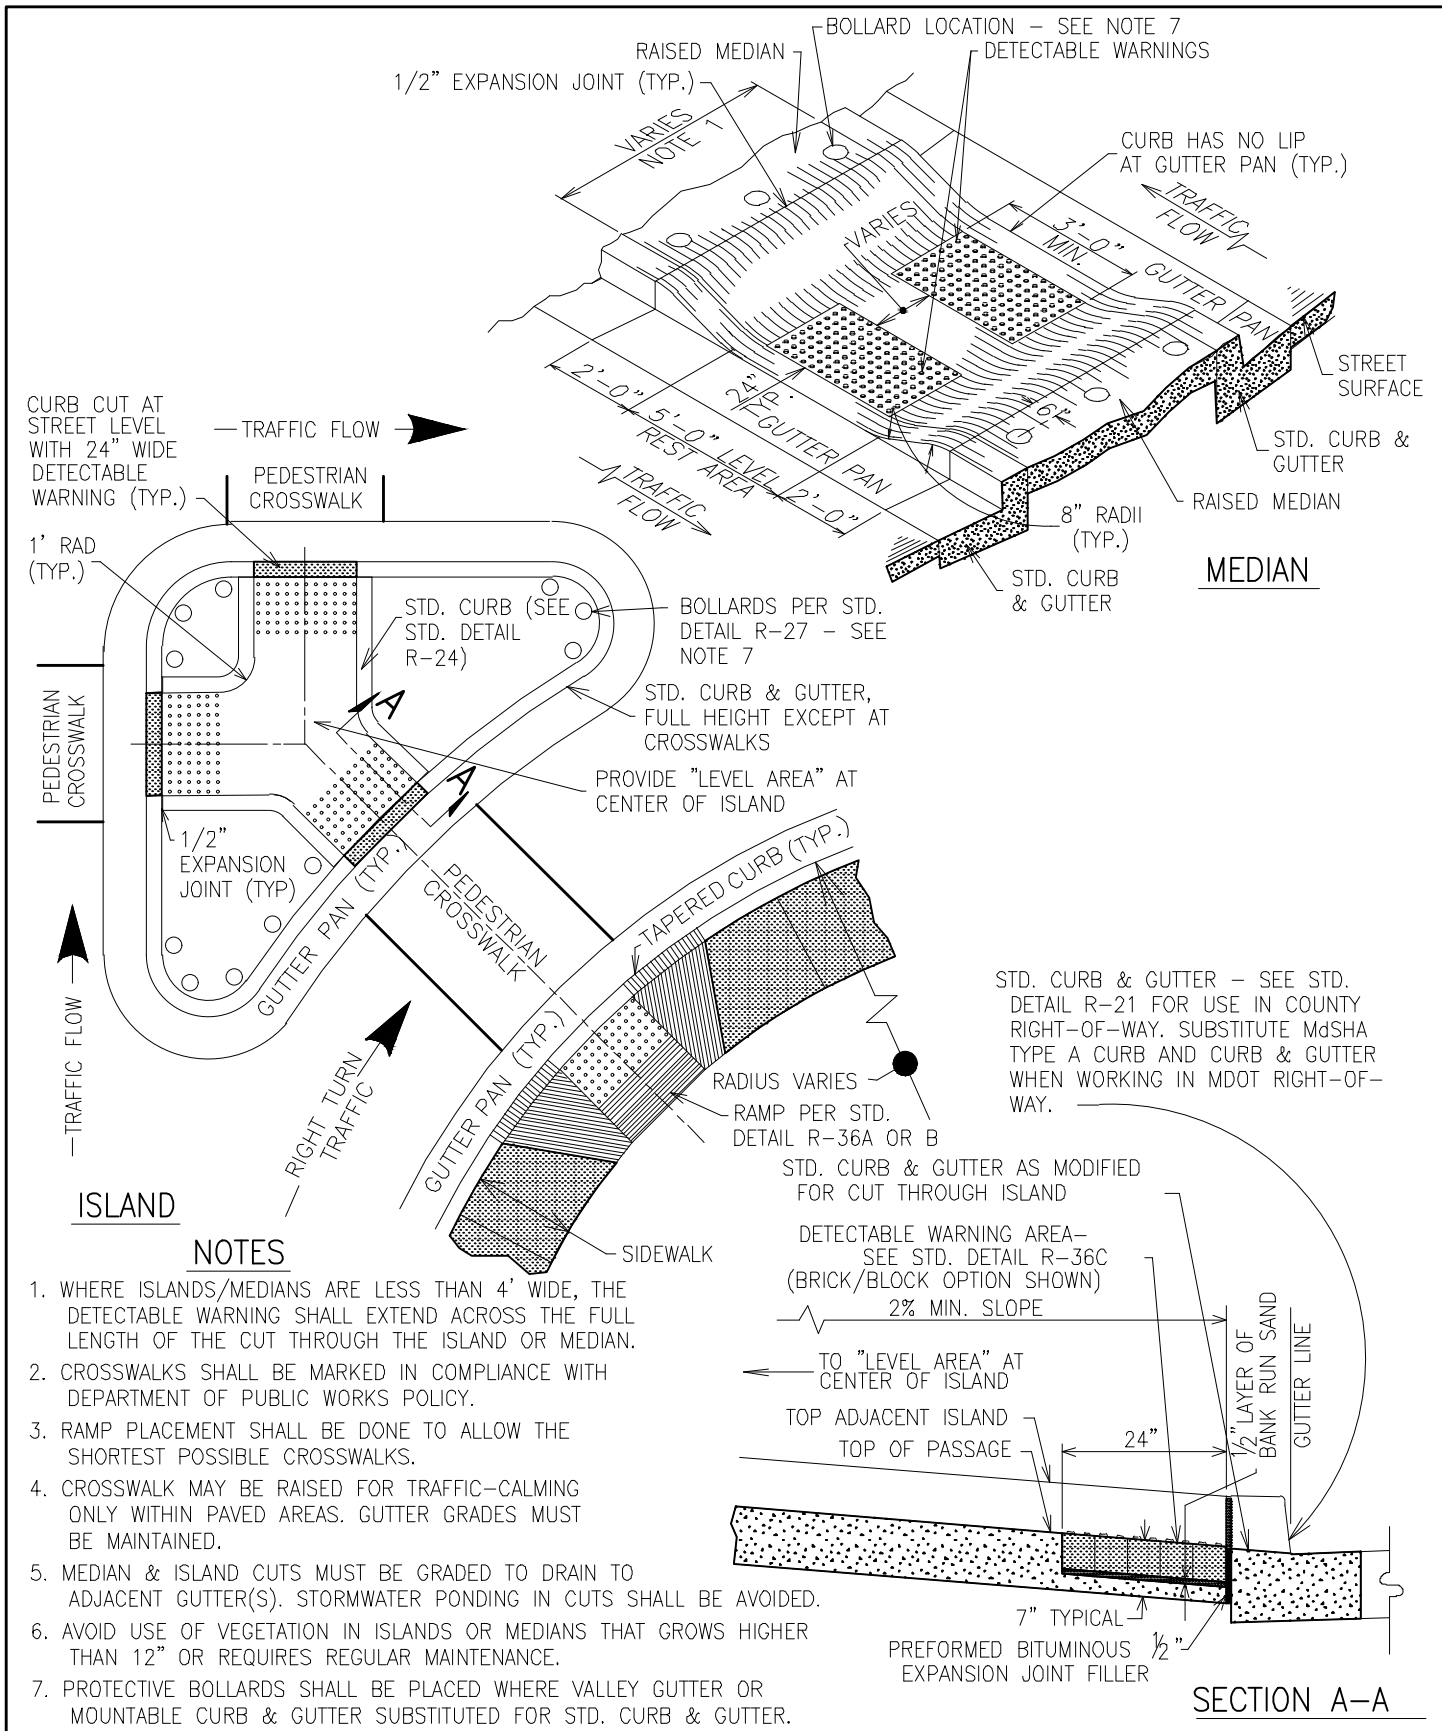 BOLLARD LOCATION – SEE NOTE 7
RAISED MEDIAN
DETECTABLE WARNINGS
1/2" EXPANSION JOINT (TYP.)
VARIES
NOTE 1
CURB HAS NO LIP
AT GUTTER PAN (TYP.)
TRAFFIC
FLOW
VARIES
3'-0"
MIN.
GUTTER PAN
STREET
SURFACE
2'-0"
24"
TYP.
5'-0" LEVEL
REST AREA
GUTTER PAN
2'-0"
6"
STD. CURB &
GUTTER
RAISED MEDIAN
TRAFFIC
FLOW
8" RADII
(TYP.)
STD. CURB
& GUTTER
MEDIAN
CURB CUT AT
STREET LEVEL
WITH 24" WIDE
DETECTABLE
WARNING (TYP.)
TRAFFIC FLOW
PEDESTRIAN
CROSSWALK
1' RAD
(TYP.)
STD. CURB (SEE
STD. DETAIL
R-24)
BOLLARDS PER STD.
DETAIL R-27 – SEE
NOTE 7
STD. CURB & GUTTER,
FULL HEIGHT EXCEPT AT
CROSSWALKS
PEDESTRIAN
CROSSWALK
A
A
PROVIDE "LEVEL AREA" AT
CENTER OF ISLAND
1/2"
EXPANSION
JOINT (TYP)
GUTTER PAN (TYP.)
PEDESTRIAN
CROSSWALK
TAPERED CURB (TYP.)
TRAFFIC FLOW
RIGHT TURN
TRAFFIC
GUTTER PAN (TYP.)
RADIUS VARIES
RAMP PER STD.
DETAIL R-36A OR B
SIDEWALK
ISLAND
STD. CURB & GUTTER – SEE STD.
DETAIL R-21 FOR USE IN COUNTY
RIGHT-OF-WAY. SUBSTITUTE MdSHA
TYPE A CURB AND CURB & GUTTER
WHEN WORKING IN MDOT RIGHT-OF-
WAY.
STD. CURB & GUTTER AS MODIFIED
FOR CUT THROUGH ISLAND
DETECTABLE WARNING AREA-
SEE STD. DETAIL R-36C
(BRICK/BLOCK OPTION SHOWN)
2% MIN. SLOPE
TO "LEVEL AREA" AT
CENTER OF ISLAND
TOP ADJACENT ISLAND
TOP OF PASSAGE
24"
1/2" LAYER OF
BANK RUN SAND
GUTTER LINE
7" TYPICAL
PREFORMED BITUMINOUS
EXPANSION JOINT FILLER
1/2"
SECTION A-A
NOTES
1. WHERE ISLANDS/MEDIANS ARE LESS THAN 4' WIDE, THE
DETECTABLE WARNING SHALL EXTEND ACROSS THE FULL
LENGTH OF THE CUT THROUGH THE ISLAND OR MEDIAN.
2. CROSSWALKS SHALL BE MARKED IN COMPLIANCE WITH
DEPARTMENT OF PUBLIC WORKS POLICY.
3. RAMP PLACEMENT SHALL BE DONE TO ALLOW THE
SHORTEST POSSIBLE CROSSWALKS.
4. CROSSWALK MAY BE RAISED FOR TRAFFIC-CALMING
ONLY WITHIN PAVED AREAS. GUTTER GRADES MUST
BE MAINTAINED.
5. MEDIAN & ISLAND CUTS MUST BE GRADED TO DRAIN TO
ADJACENT GUTTER(S). STORMWATER PONDING IN CUTS SHALL BE AVOIDED.
6. AVOID USE OF VEGETATION IN ISLANDS OR MEDIANS THAT GROWS HIGHER
THAN 12" OR REQUIRES REGULAR MAINTENANCE.
7. PROTECTIVE BOLLARDS SHALL BE PLACED WHERE VALLEY GUTTER OR
MOUNTABLE CURB & GUTTER SUBSTITUTED FOR STD. CURB & GUTTER.